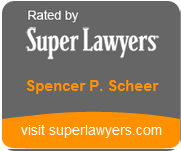 Rated by
Super Lawyers®
Spencer P. Scheer
visit superlawyers.com